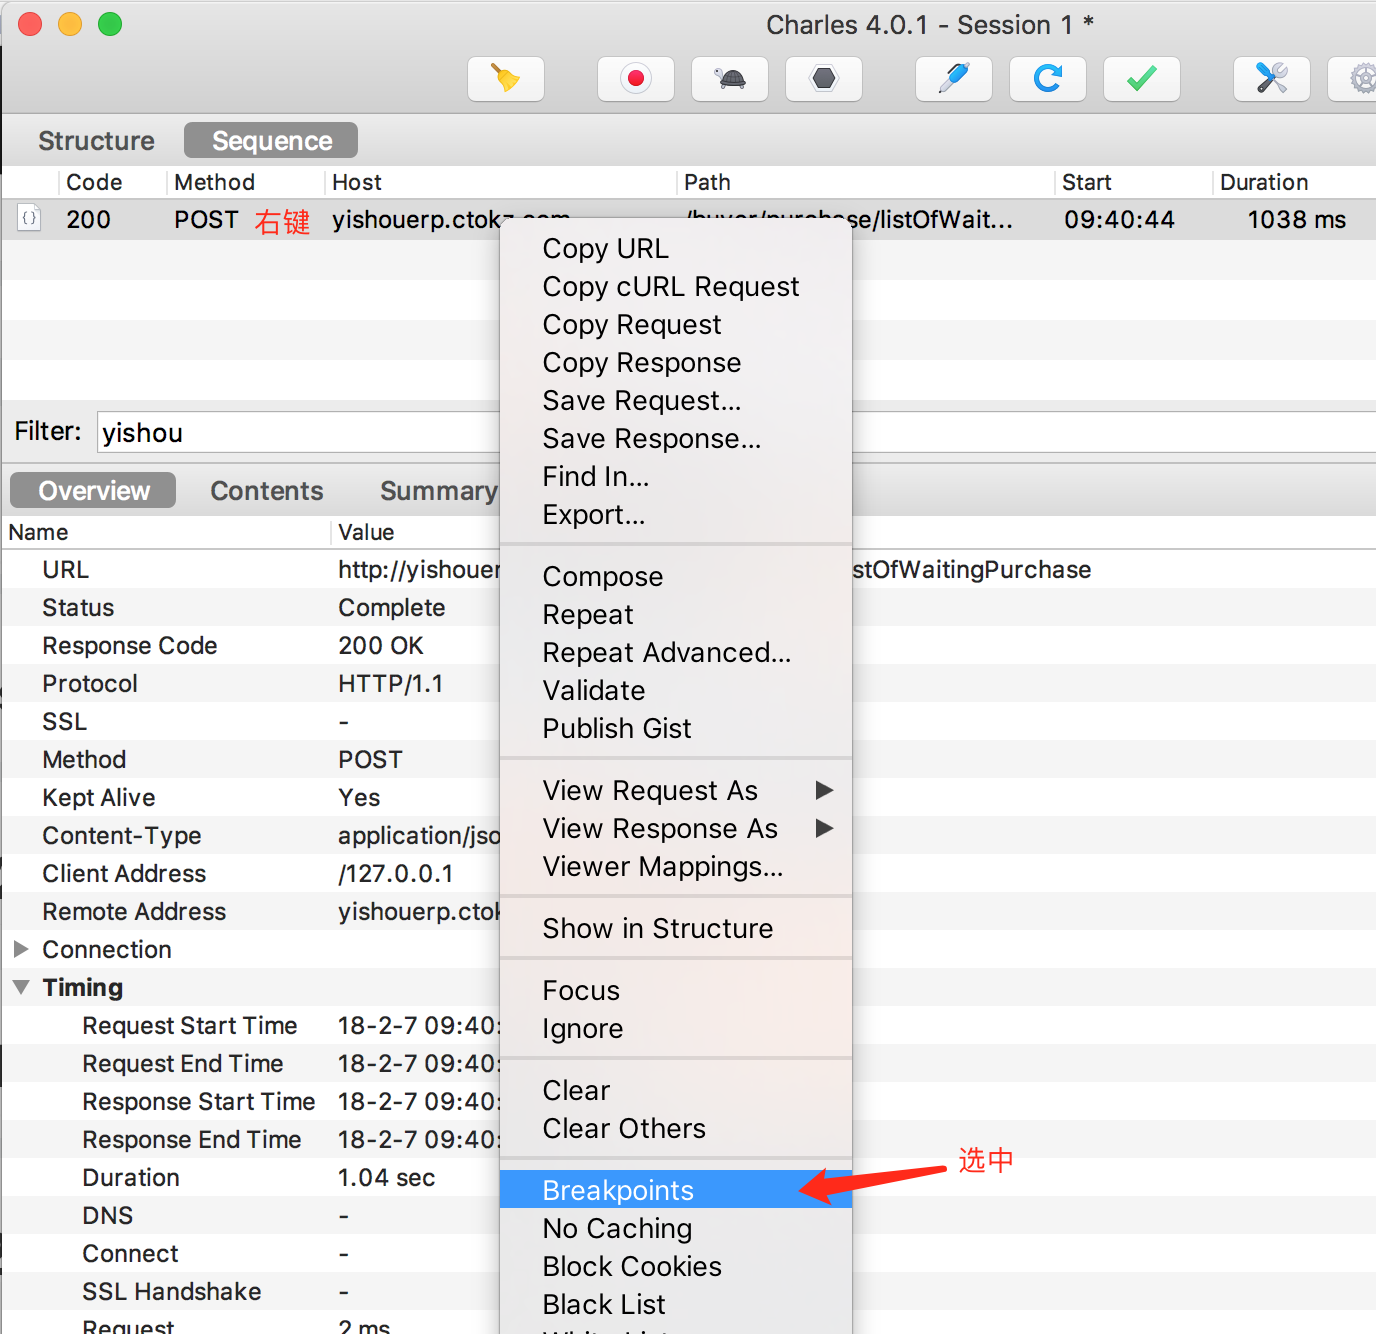 Charles 4.0.1 - Session 1 *
Structure Sequence
Code Method Host Path Start Duration
{} 200 POST 右键 yishouerp.ctokz.com /buyer/purchase/listOfWait... 09:40:44 1038 ms
Copy URL
Copy cURL Request
Copy Request
Copy Response
Save Request...
Save Response...
Find In...
Export...
Compose
Repeat
Repeat Advanced...
Validate
Publish Gist
View Request As
View Response As
Viewer Mappings...
Show in Structure
Focus
Ignore
Clear
Clear Others
Breakpoints
选中
No Caching
Block Cookies
Black List
Filter: yishou
Overview Contents Summary
Name Value
URL http://yishouer stOfWaitingPurchase
Status Complete
Response Code 200 OK
Protocol HTTP/1.1
SSL -
Method POST
Kept Alive Yes
Content-Type application/jso
Client Address /127.0.0.1
Remote Address yishouerp.ctok
Connection
Timing
Request Start Time 18-2-7 09:40:
Request End Time 18-2-7 09:40:
Response Start Time 18-2-7 09:40:
Response End Time 18-2-7 09:40:
Duration 1.04 sec
DNS -
Connect -
SSL Handshake -
Request 2 ms